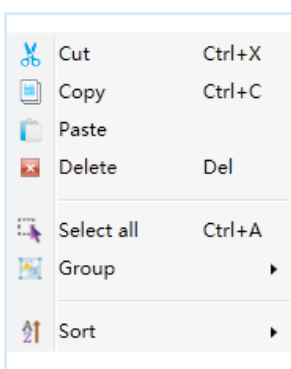 Cut Ctrl+X
Copy Ctrl+C
Paste
Delete Del
Select all Ctrl+A
Group
Sort